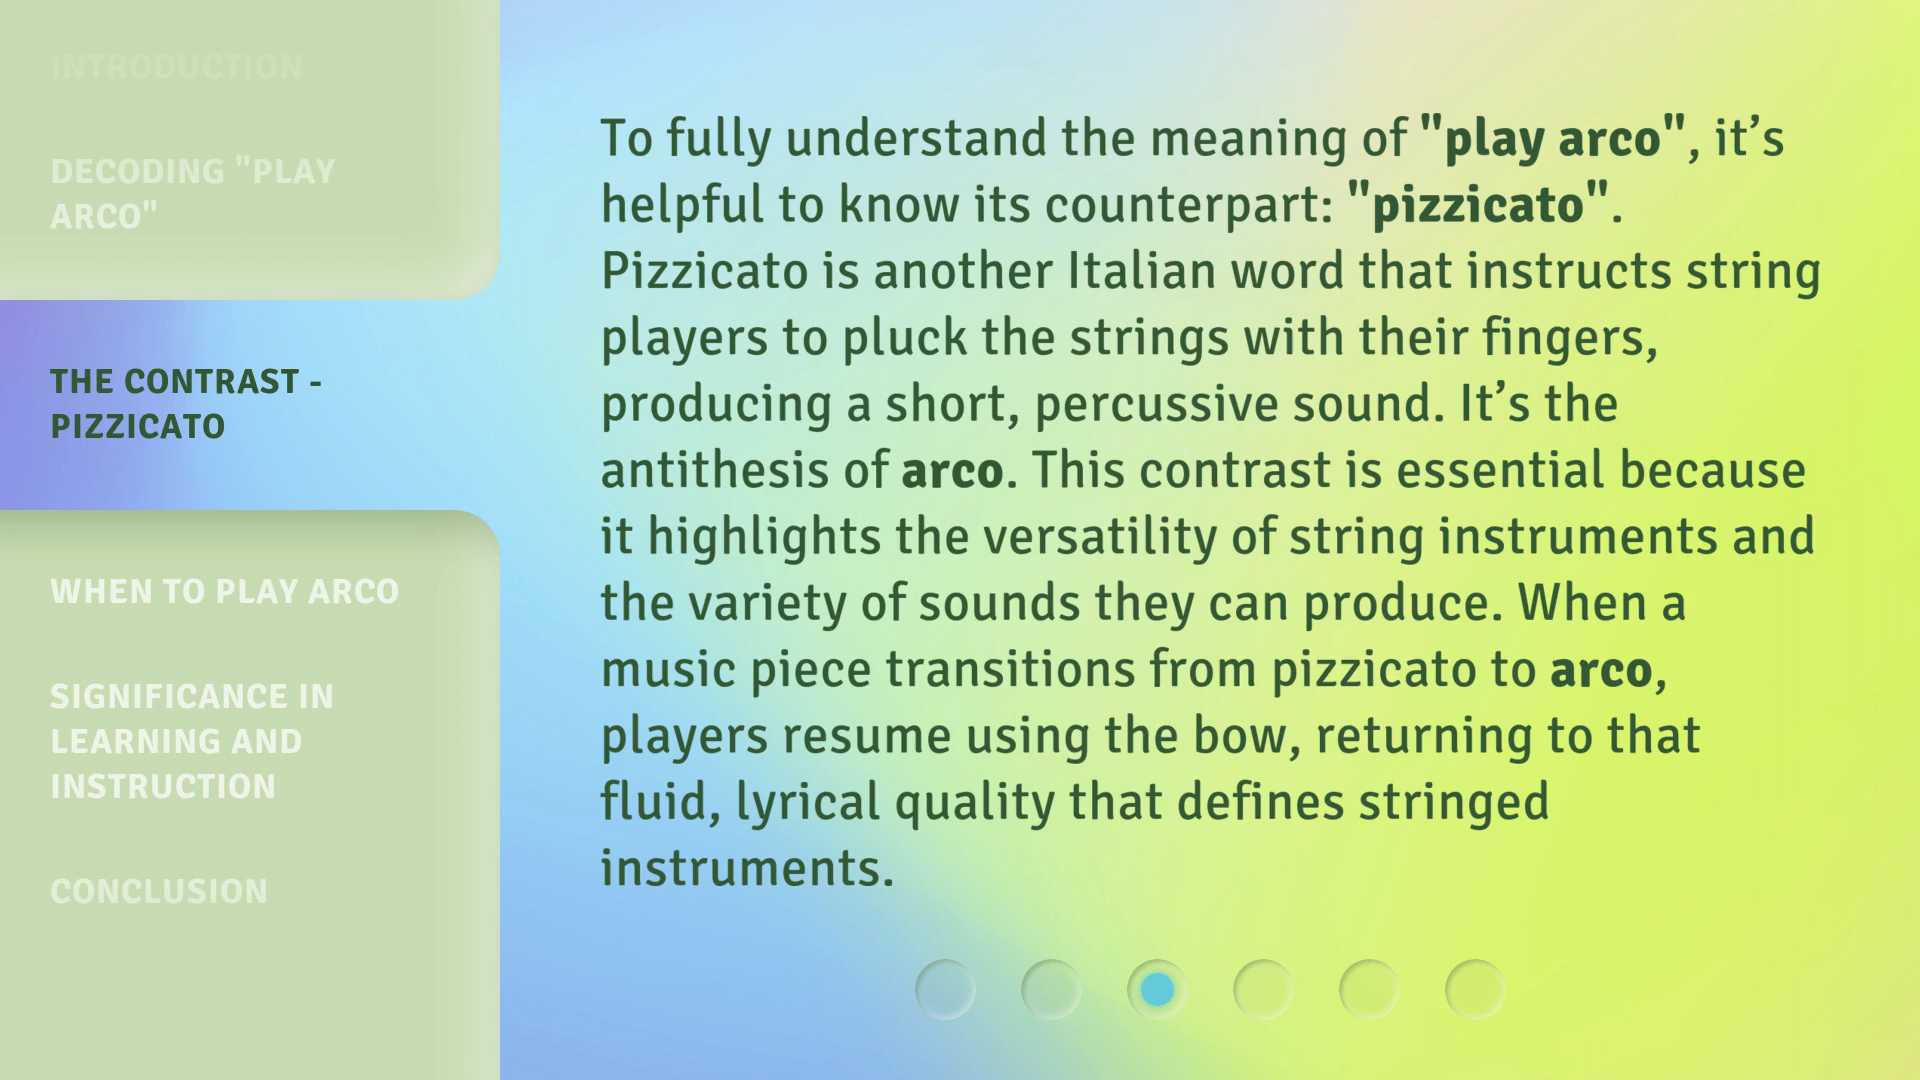 INTRODUCTION
DECODING "PLAY
ARCO"
THE CONTRAST -
PIZZICATO
WHEN TO PLAY ARCO
SIGNIFICANCE IN
LEARNING AND
INSTRUCTION
CONCLUSION
To fully understand the meaning of "play arco", it’s
helpful to know its counterpart: "pizzicato".
Pizzicato is another Italian word that instructs string
players to pluck the strings with their fingers,
producing a short, percussive sound. It’s the
antithesis of arco. This contrast is essential because
it highlights the versatility of string instruments and
the variety of sounds they can produce. When a
music piece transitions from pizzicato to arco,
players resume using the bow, returning to that
fluid, lyrical quality that defines stringed
instruments.